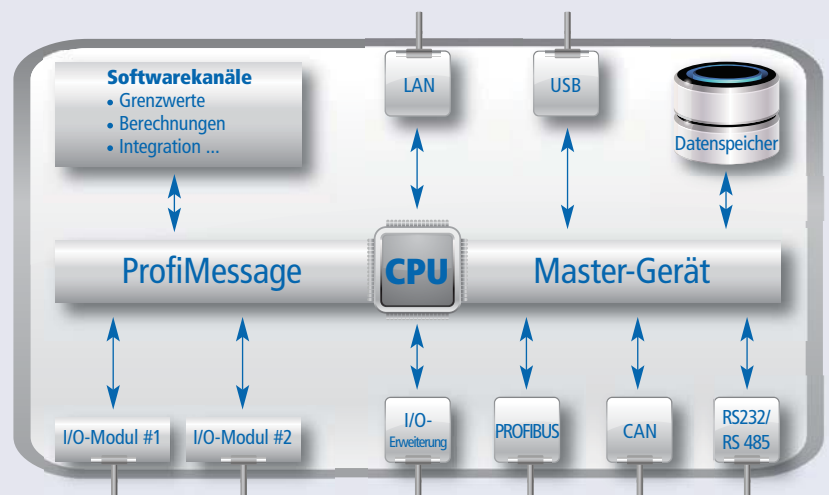 Softwarekanäle
• Grenzwerte
• Berechnungen
• Integration ...
LAN
USB
Datenspeicher
ProfiMessage
CPU
Master-Gerät
I/O-Modul #1
I/O-Modul #2
I/O-
Erweiterung
PROFIBUS
CAN
RS232/
RS 485